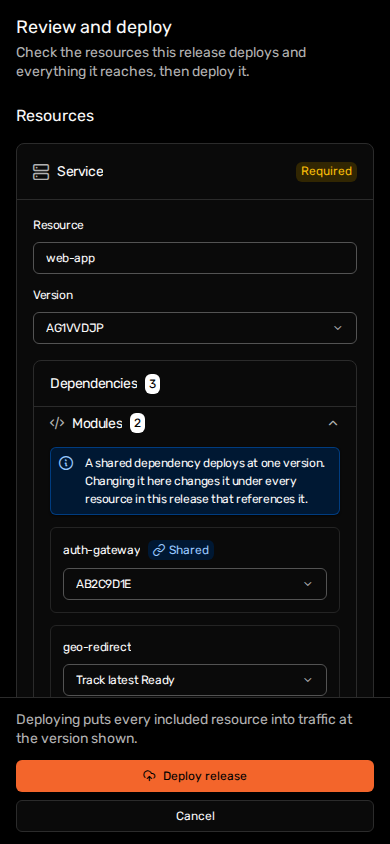 Review and deploy
Check the resources this release deploys and
everything it reaches, then deploy it.
Resources
Service
Required
Resource
web-app
Version
AG1VVDJP
Dependencies 3
Modules 2
A shared dependency deploys at one version.
Changing it here changes it under every
resource in this release that references it.
auth-gateway Shared
AB2C9D1E
geo-redirect
Track latest Ready
Deploying puts every included resource into traffic at
the version shown.
Deploy release
Cancel